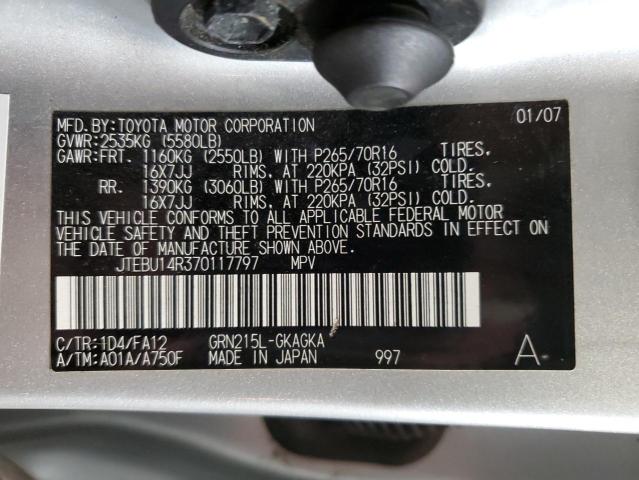 MFD.BY:TOYOTA MOTOR CORPORATION 01/07
GVWR:2535KG (5580LB)
GAWR:FRT. 1160KG (2550LB) WITH P265/70R16 TIRES.
16X7JJ RIMS, AT 220KPA (32PSI) COLD.
RR. 1390KG (3060LB) WITH P265/70R16 TIRES.
16X7JJ RIMS, AT 220KPA (32PSI) COLD.
THIS VEHICLE CONFORMS TO ALL APPLICABLE FEDERAL MOTOR
VEHICLE SAFETY AND THEFT PREVENTION STANDARDS IN EFFECT ON
THE DATE OF MANUFACTURE SHOWN ABOVE.
JTEBU14R370117797 MPV
C/TR:1D4/FA12 GRN215L-GKAGKA
A/TM:A01A/A750F MADE IN JAPAN 997 A-